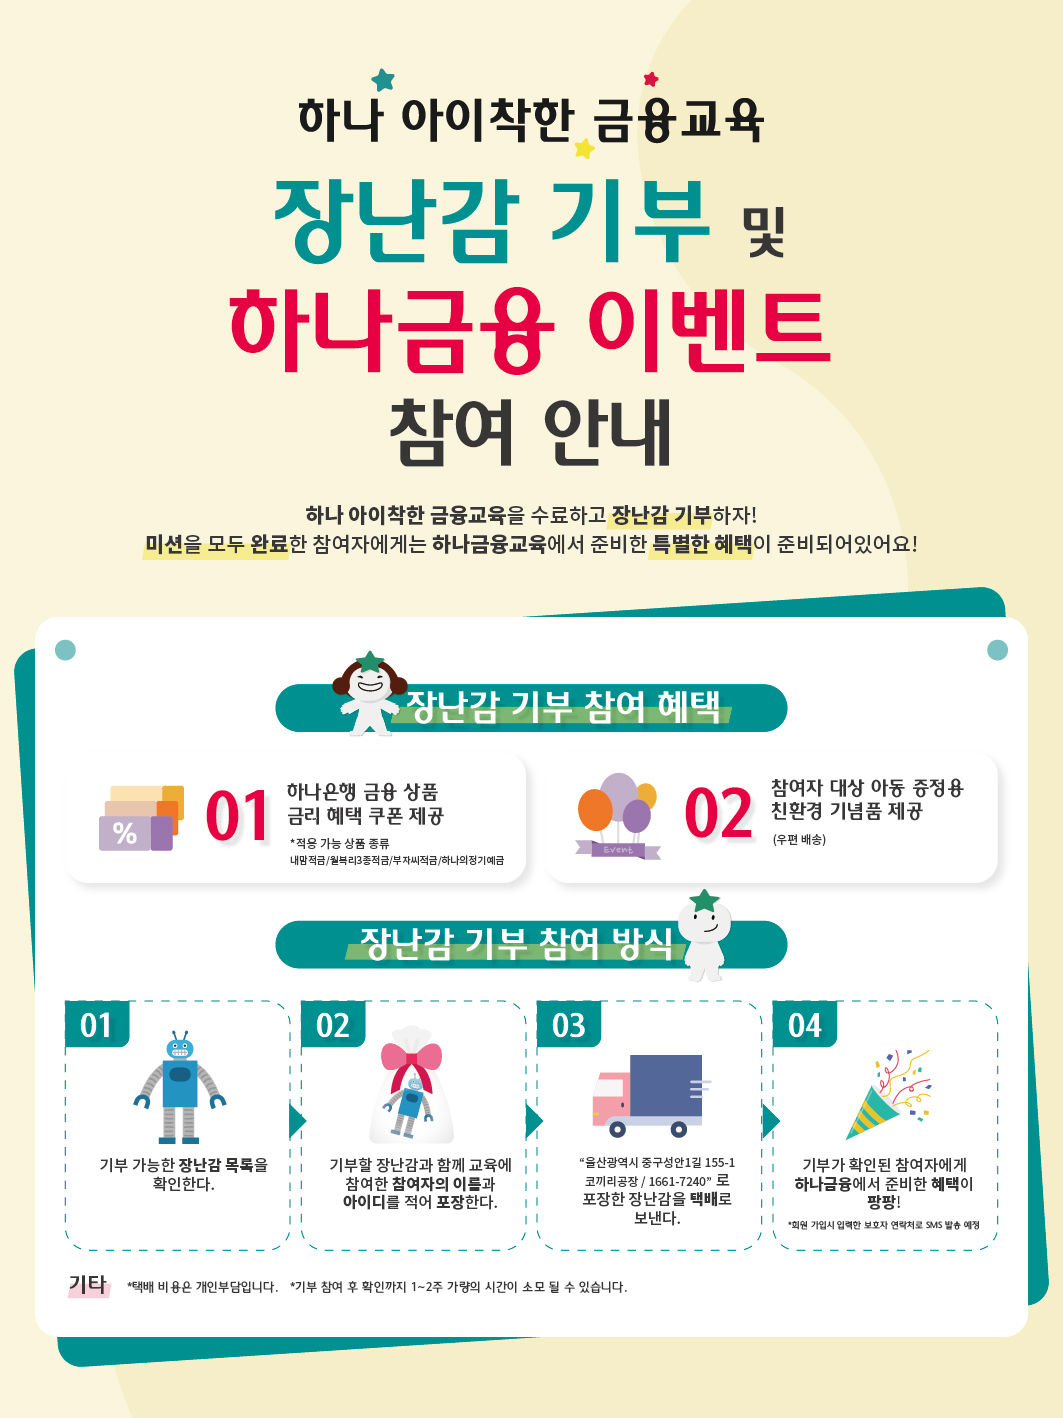 하나 아이착한 금융교육
장난감 기부 및
하나금융 이벤트
참여 안내
하나 아이착한 금융교육을 수료하고 장난감 기부하자!
미션을 모두 완료한 참여자에게는 하나금융교육에서 준비한 특별한 혜택이 준비되어있어요!
장난감 기부 참여 혜택
%
01
하나은행 금융 상품
금리 혜택 쿠폰 제공
*적용 가능 상품 종류
내맘적금/월복리3종적금/부자씨적금/하나의정기예금
Event
02
참여자 대상 아동 증정용
친환경 기념품 제공
(우편 배송)
장난감 기부 참여 방식
01
기부 가능한 장난감 목록을
확인한다.
02
기부할 장난감과 함께 교육에
참여한 참여자의 이름과
아이디를 적어 포장한다.
03
“울산광역시 중구성안1길 155-1
코끼리공장 / 1661-7240” 로
포장한 장난감을 택배로
보낸다.
04
기부가 확인된 참여자에게
하나금융에서 준비한 혜택이
팡팡!
*회원 가입시 입력한 보호자 연락처로 SMS 발송 예정
기타 *택배 비용은 개인부담입니다. *기부 참여 후 확인까지 1~2주 가량의 시간이 소모 될 수 있습니다.